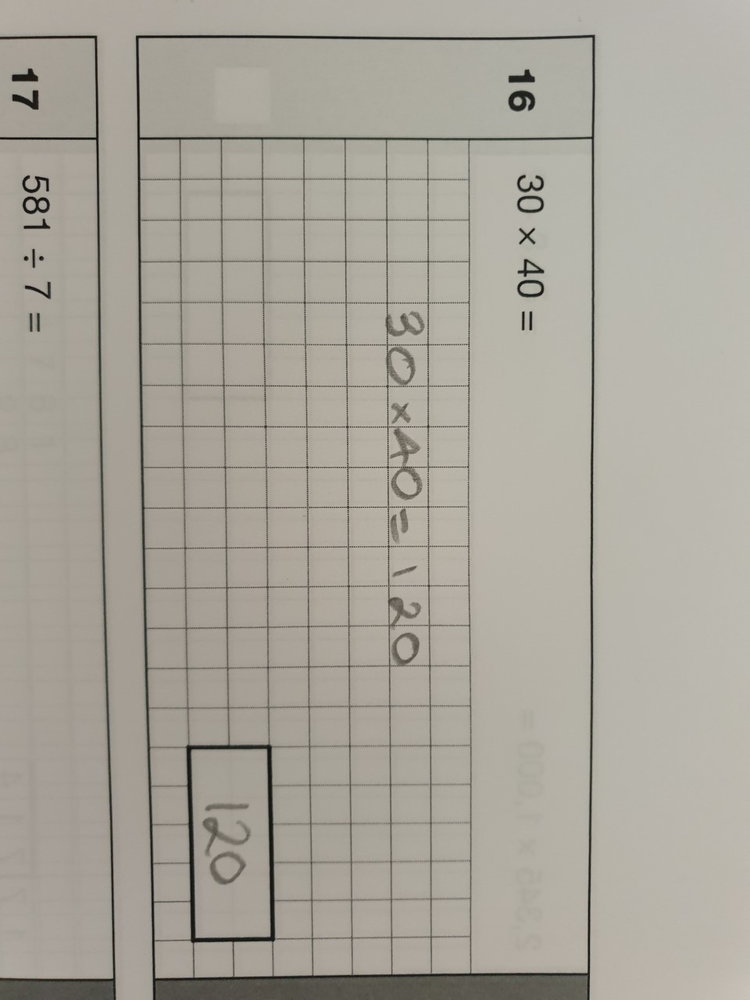 16
30 × 40 =
30 × 40 = 120
120
17
581 ÷ 7 =